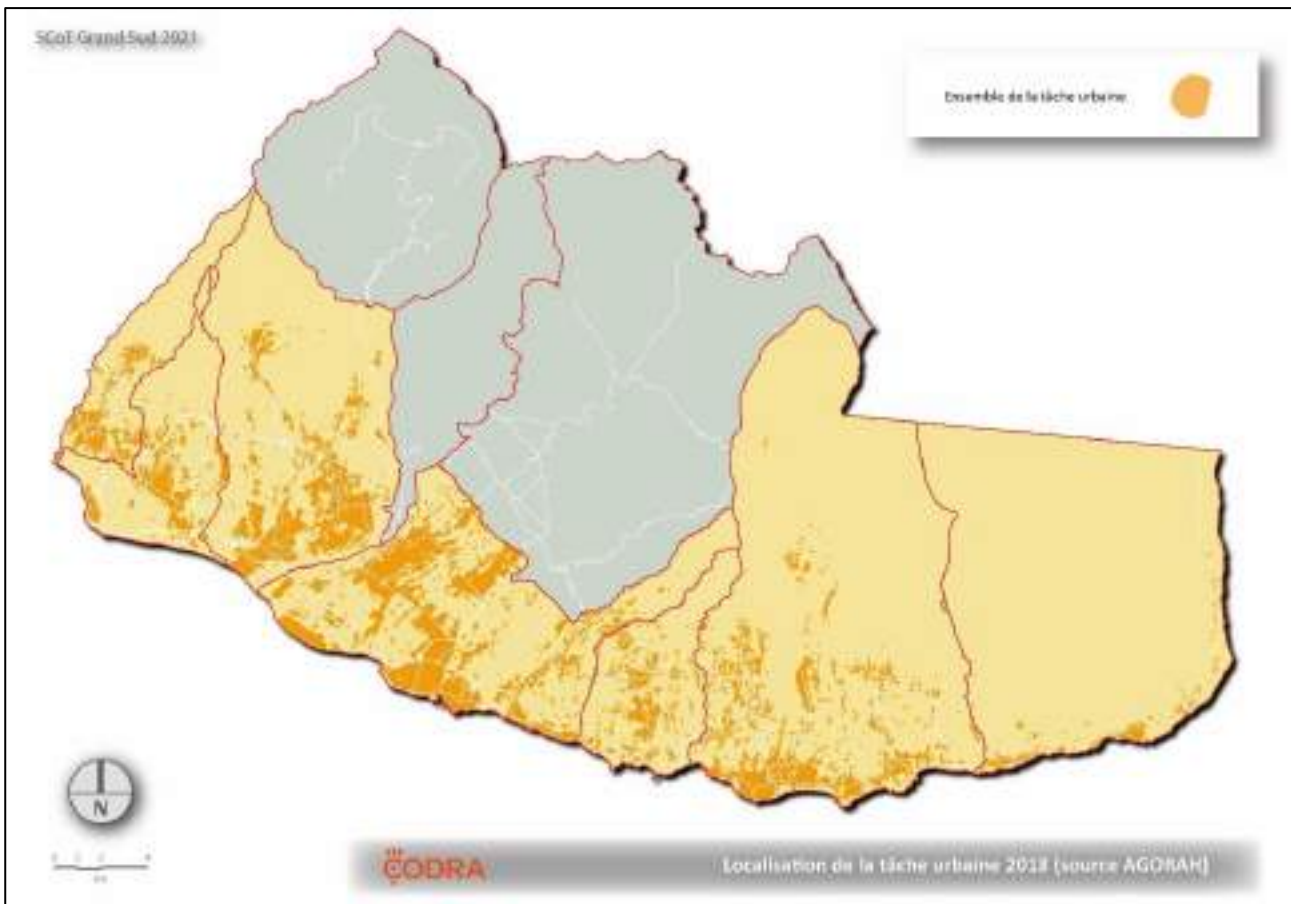 SCoT Grand Sud 2021
Ensemble de la tâche urbaine
N
CODRA
Localisation de la tâche urbaine 2018 (source AGORAH)